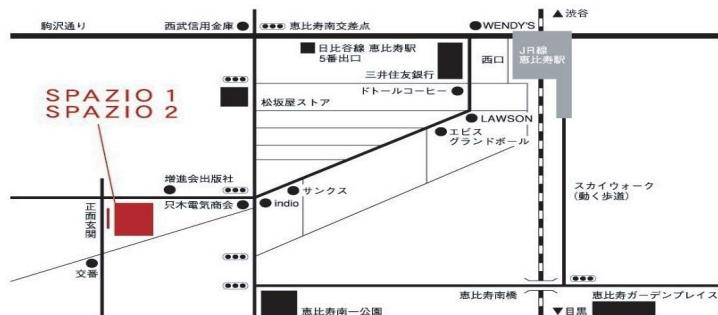 ▲渋谷
駒沢通り
西武信用金庫
恵比寿南交差点
WENDY'S
日比谷線 恵比寿駅
5番出口
西口
JR線
恵比寿駅
三井住友銀行
ドトールコーヒー
SPAZIO 1
SPAZIO 2
松坂屋ストア
LAWSON
エビス
グランドボール
増進会出版社
サンクス
スカイウォーク
(動く歩道)
只木電気商会
indio
正面玄関
交番
恵比寿南橋
恵比寿ガーデンプレイス
恵比寿南一公園
▼目黒